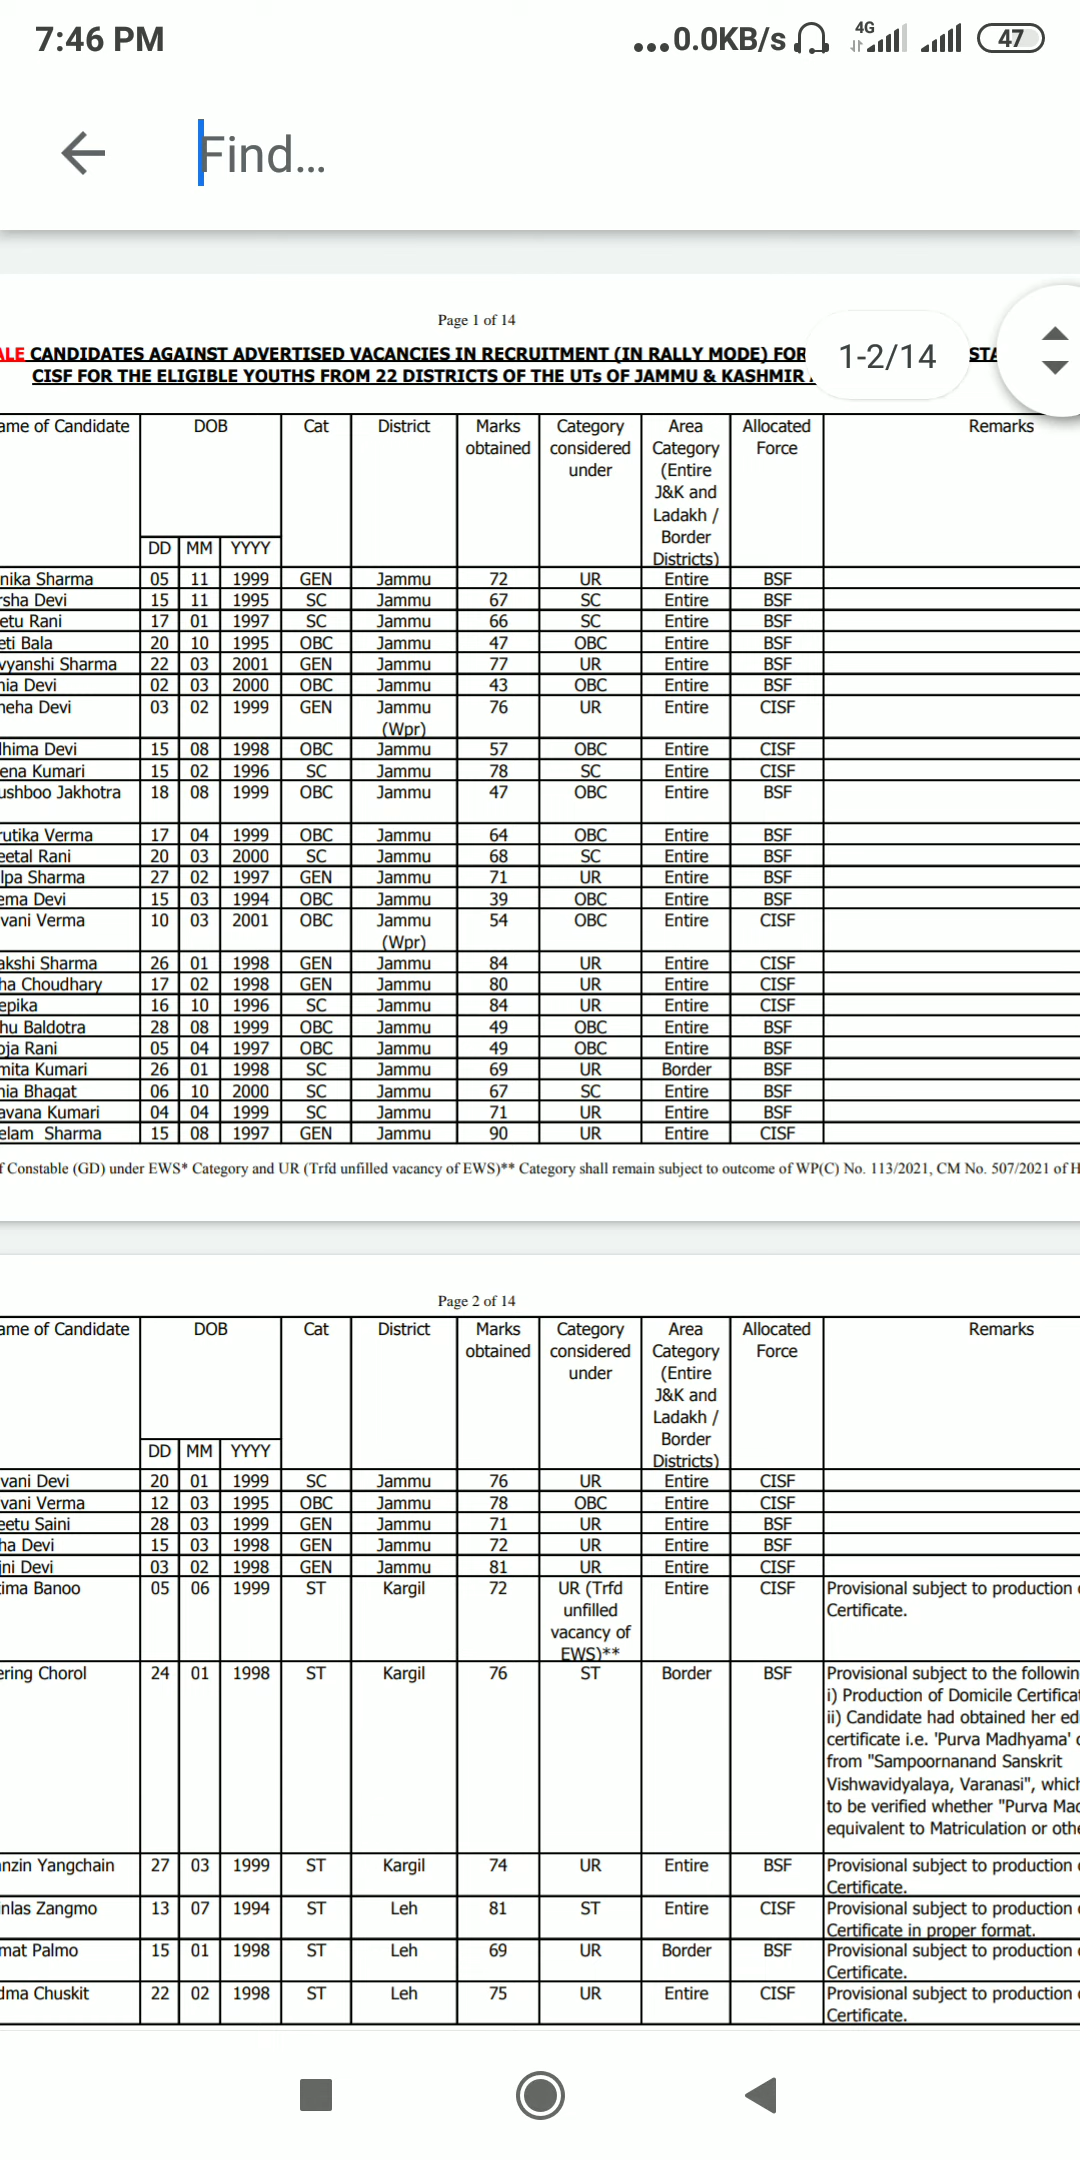 7:46 PM
...0.0KB/s 4G 47
Find...
Page 1 of 14
ALE CANDIDATES AGAINST ADVERTISED VACANCIES IN RECRUITMENT (IN RALLY MODE) FOR STA
CISF FOR THE ELIGIBLE YOUTHS FROM 22 DISTRICTS OF THE UTs OF JAMMU & KASHMIR
1-2/14
ame of Candidate DOB Cat District Marks Category Area Allocated Remarks
obtained considered Category Force
under (Entire
J&K and
Ladakh /
Border
DD MM YYYY Districts)
nika Sharma 05 11 1999 GEN Jammu 72 UR Entire BSF
rsha Devi 15 11 1995 SC Jammu 67 SC Entire BSF
etu Rani 17 01 1997 SC Jammu 66 SC Entire BSF
eti Bala 20 10 1995 OBC Jammu 47 OBC Entire BSF
vyanshi Sharma 22 03 2001 GEN Jammu 77 UR Entire BSF
nia Devi 02 03 2000 OBC Jammu 43 OBC Entire BSF
neha Devi 03 02 1999 GEN Jammu 76 UR Entire CISF
(Wpr)
dhima Devi 15 08 1998 OBC Jammu 57 OBC Entire CISF
ena Kumari 15 02 1996 SC Jammu 78 SC Entire CISF
ushboo Jakhotra 18 08 1999 OBC Jammu 47 OBC Entire BSF
rutika Verma 17 04 1999 OBC Jammu 64 OBC Entire BSF
eetal Rani 20 03 2000 SC Jammu 68 SC Entire BSF
lpa Sharma 27 02 1997 GEN Jammu 71 UR Entire BSF
ema Devi 15 03 1994 OBC Jammu 39 OBC Entire BSF
vani Verma 10 03 2001 OBC Jammu 54 OBC Entire CISF
(Wpr)
akshi Sharma 26 01 1998 GEN Jammu 84 UR Entire CISF
ha Choudhary 17 02 1998 GEN Jammu 80 UR Entire CISF
epika 16 10 1996 SC Jammu 84 UR Entire CISF
hu Baldotra 28 08 1999 OBC Jammu 49 OBC Entire BSF
oja Rani 05 04 1997 OBC Jammu 49 OBC Entire BSF
mita Kumari 26 01 1998 SC Jammu 69 UR Border BSF
nia Bhagat 06 10 2000 SC Jammu 67 SC Entire BSF
avana Kumari 04 04 1999 SC Jammu 71 UR Entire BSF
elam Sharma 15 08 1997 GEN Jammu 90 UR Entire CISF
f Constable (GD) under EWS* Category and UR (Trfd unfilled vacancy of EWS)** Category shall remain subject to outcome of WP(C) No. 113/2021, CM No. 507/2021 of H
Page 2 of 14
ame of Candidate DOB Cat District Marks Category Area Allocated Remarks
obtained considered Category Force
under (Entire
J&K and
Ladakh /
Border
DD MM YYYY Districts)
vani Devi 20 01 1999 SC Jammu 76 UR Entire CISF
vani Verma 12 03 1995 OBC Jammu 78 OBC Entire CISF
eetu Saini 28 03 1999 GEN Jammu 71 UR Entire BSF
ha Devi 15 03 1998 GEN Jammu 72 UR Entire BSF
ni Devi 03 02 1998 GEN Jammu 81 UR Entire CISF
tima Banoo 05 06 1999 ST Kargil 72 UR (Trfd Entire CISF Provisional subject to production
unfilled Certificate.
vacancy of
EWS)**
ering Chorol 24 01 1998 ST Kargil 76 ST Border BSF Provisional subject to the followin
i) Production of Domicile Certificat
ii) Candidate had obtained her ed
certificate i.e. 'Purva Madhyama'
from "Sampoornanand Sanskrit
Vishwavidyalaya, Varanasi", which
to be verified whether "Purva Mad
equivalent to Matriculation or othe
nzin Yangchain 27 03 1999 ST Kargil 74 UR Entire BSF Provisional subject to production
Certificate.
inlas Zangmo 13 07 1994 ST Leh 81 ST Entire CISF Provisional subject to production
Certificate in proper format.
mat Palmo 15 01 1998 ST Leh 69 UR Border BSF Provisional subject to production
Certificate.
dma Chuskit 22 02 1998 ST Leh 75 UR Entire CISF Provisional subject to production
Certificate.